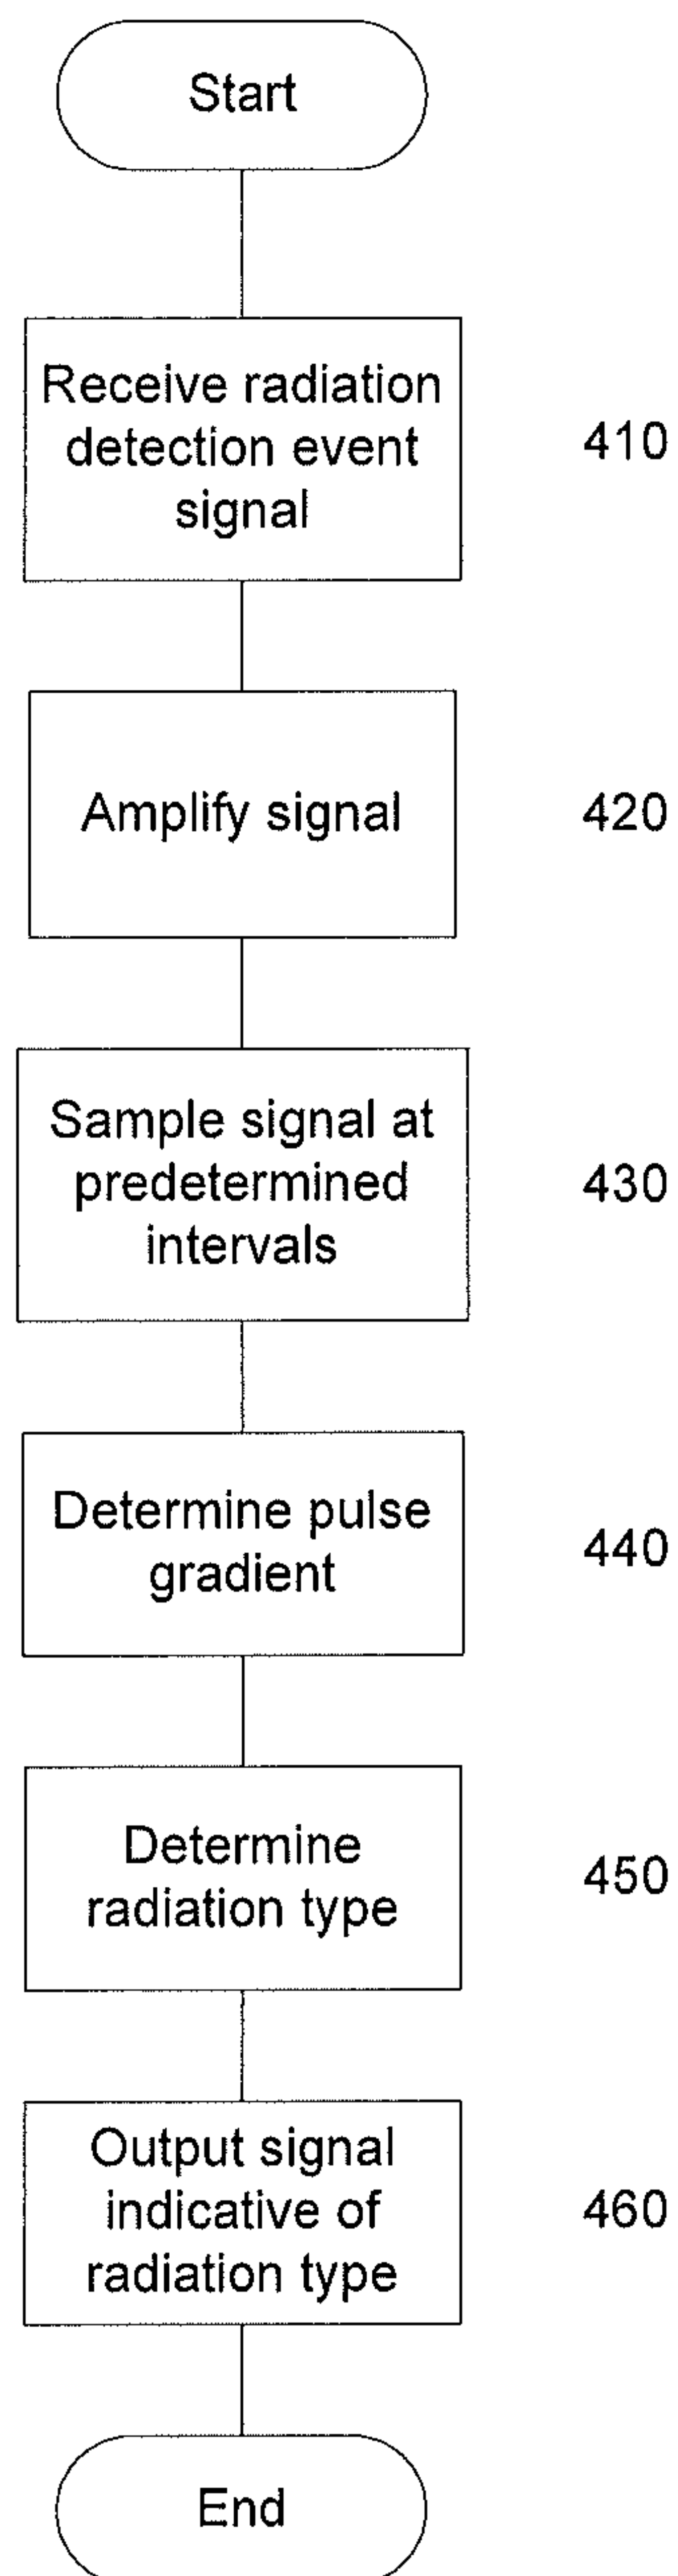 Start
Receive radiation
detection event
signal
410
Amplify signal
420
Sample signal at
predetermined
intervals
430
Determine pulse
gradient
440
Determine
radiation type
450
Output signal
indicative of
radiation type
460
End